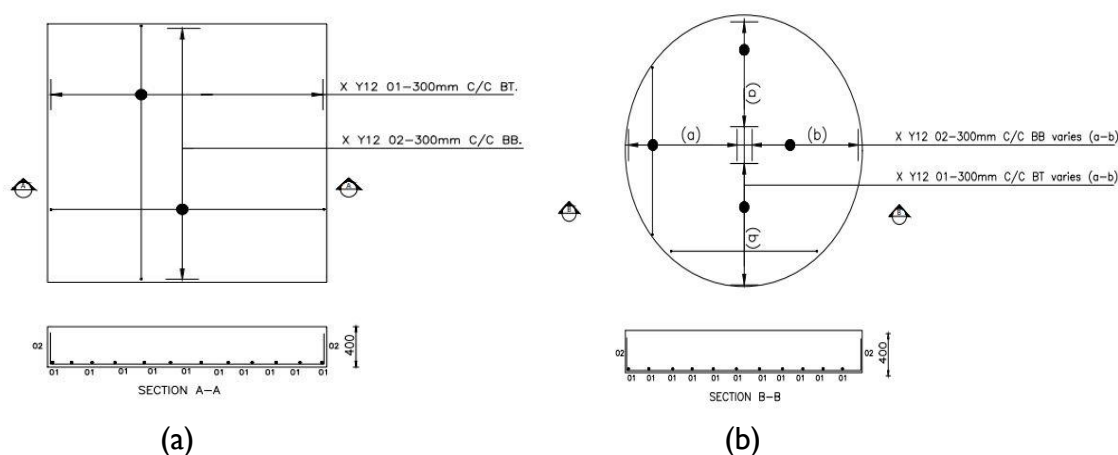 X Y12 01-300mm C/C BT.
X Y12 02-300mm C/C BB.
A
A
02
02
400
01 01 01 01 01 01 01 01 01 01
SECTION A-A
(a)
(a)
(a)
(b)
(b)
X Y12 02-300mm C/C BB varies (a-b)
X Y12 01-300mm C/C BT varies (a-b)
B
B
02
02
400
01 01 01 01 01 01 01 01 01 01
SECTION B-B
(b)